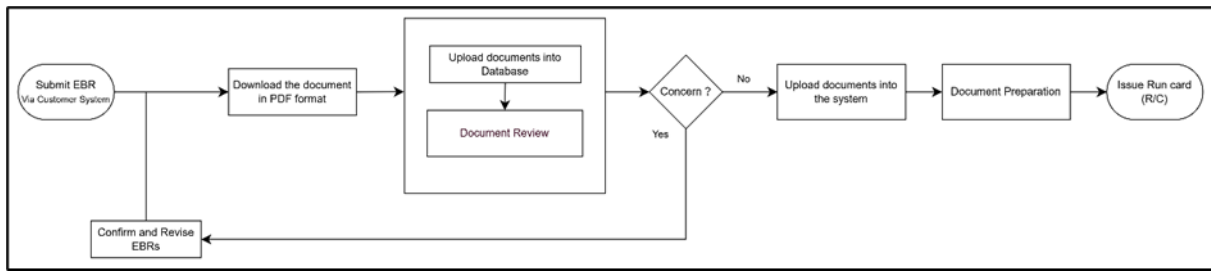 Submit EBR
Via Customer System
Download the document
in PDF format
Upload documents into
Database
Document Review
Concern ?
No
Yes
Upload documents into
the system
Document Preparation
Issue Run card
(R/C)
Confirm and Revise
EBRs